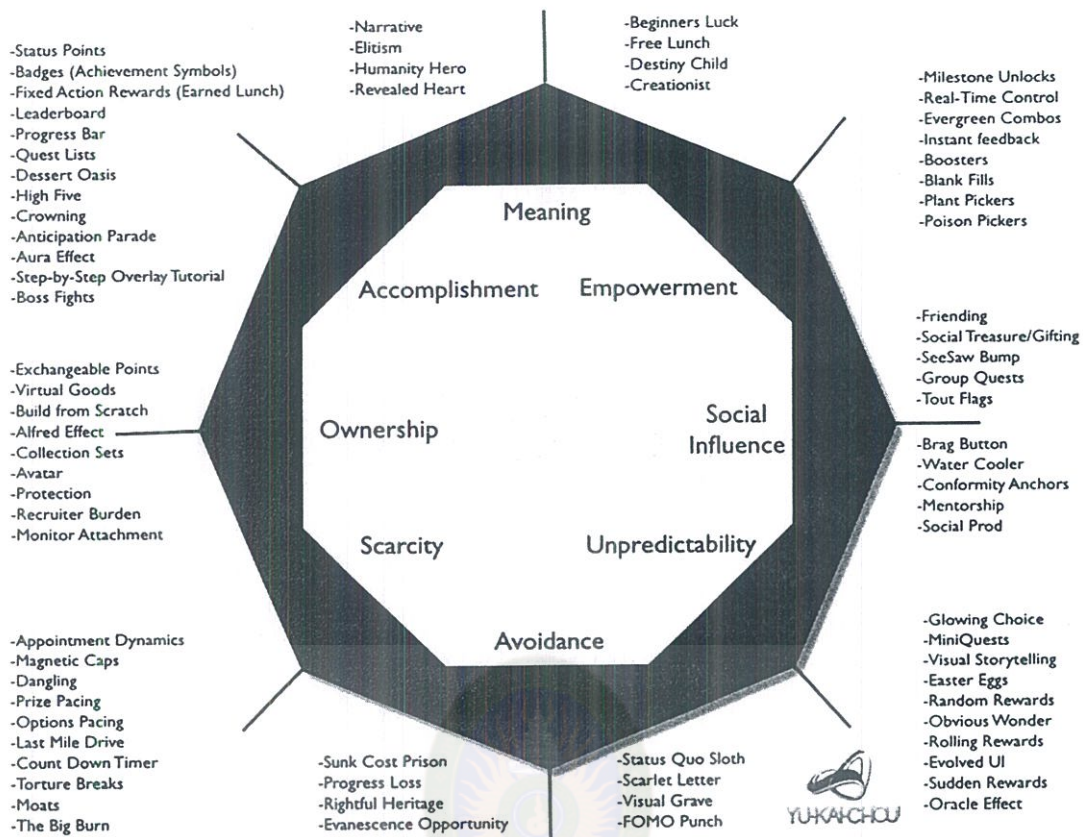 -Narrative
-Elitism
-Humanity Hero
-Revealed Heart
-Beginners Luck
-Free Lunch
-Destiny Child
-Creationist
-Status Points
-Badges (Achievement Symbols)
-Fixed Action Rewards (Earned Lunch)
-Leaderboard
-Progress Bar
-Quest Lists
-Dessert Oasis
-High Five
-Crowning
-Anticipation Parade
-Aura Effect
-Step-by-Step Overlay Tutorial
-Boss Fights
-Milestone Unlocks
-Real-Time Control
-Evergreen Combos
-Instant feedback
-Boosters
-Blank Fills
-Plant Pickers
-Poison Pickers
Meaning
Accomplishment
Empowerment
Ownership
Social
Influence
Scarcity
Unpredictability
Avoidance
-Exchangeable Points
-Virtual Goods
-Build from Scratch
-Alfred Effect
-Collection Sets
-Avatar
-Protection
-Recruiter Burden
-Monitor Attachment
-Friending
-Social Treasure/Gifting
-SeeSaw Bump
-Group Quests
-Tout Flags
-Brag Button
-Water Cooler
-Conformity Anchors
-Mentorship
-Social Prod
-Appointment Dynamics
-Magnetic Caps
-Dangling
-Prize Pacing
-Options Pacing
-Last Mile Drive
-Count Down Timer
-Torture Breaks
-Moats
-The Big Burn
-Sunk Cost Prison
-Progress Loss
-Rightful Heritage
-Evanescence Opportunity
-Status Quo Sloth
-Scarlet Letter
-Visual Grave
-FOMO Punch
-Glowing Choice
-MiniQuests
-Visual Storytelling
-Easter Eggs
-Random Rewards
-Obvious Wonder
-Rolling Rewards
-Evolved UI
-Sudden Rewards
-Oracle Effect
YU-KAI-CHOU